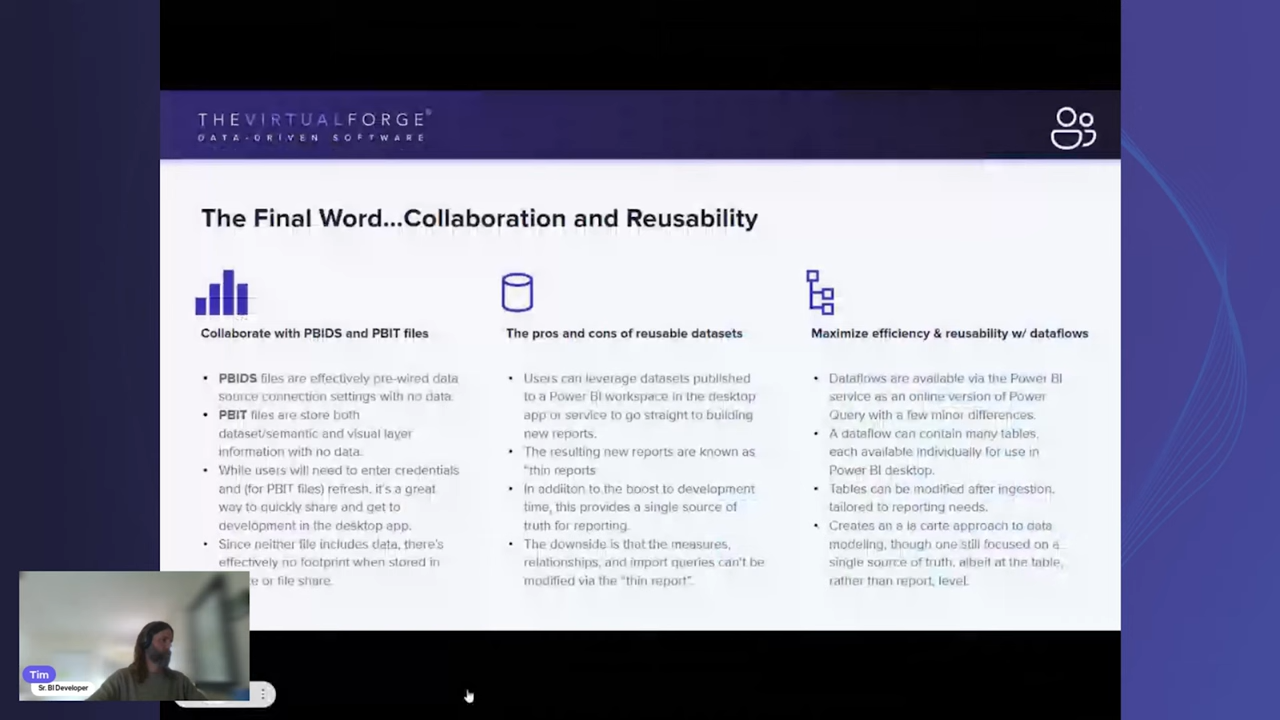 THEVIRTUALFORGE®
DATA-DRIVEN SOFTWARE
The Final Word...Collaboration and Reusability
Collaborate with PBIDS and PBIT files
• PBIDS files are effectively pre-wired data
source connection settings with no data.
• PBIT files are store both
dataset/semantic and visual layer
information with no data.
• While users will need to enter credentials
and (for PBIT files) refresh, it's a great
way to quickly share and get to
development in the desktop app.
• Since neither file includes data, there's
effectively no footprint when stored in
e or file share.
The pros and cons of reusable datasets
• Users can leverage datasets published
to a Power BI workspace in the desktop
app or service to go straight to building
new reports.
• The resulting new reports are known as
"thin reports
• In addiiton to the boost to development
time, this provides a single source of
truth for reporting.
• The downside is that the measures,
relationships, and import queries can't be
modified via the "thin report".
Maximize efficiency & reusability w/ dataflows
• Dataflows are available via the Power BI
service as an online version of Power
Query with a few minor differences.
• A dataflow can contain many tables,
each available individually for use in
Power BI desktop.
• Tables can be modified after ingestion,
tailored to reporting needs.
• Creates an a la carte approach to data
modeling, though one still focused on a
single source of truth, albeit at the table,
rather than report, level.
Tim
Sr. BI Developer